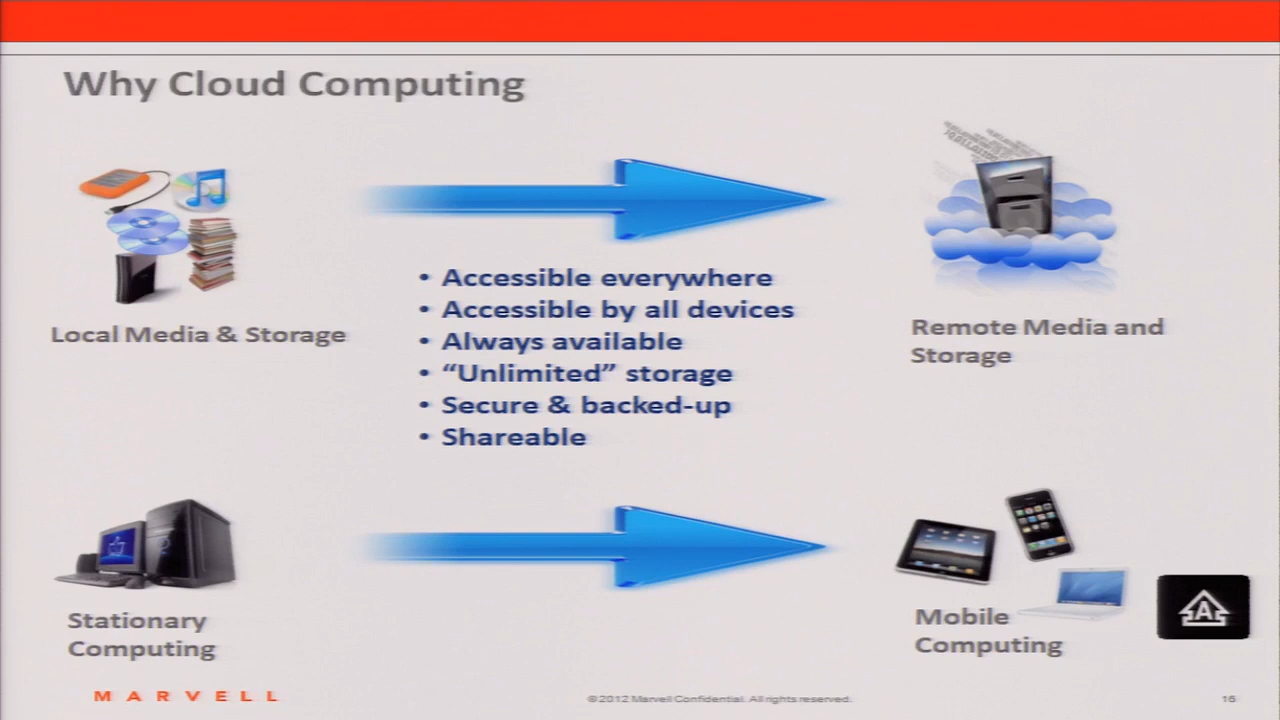 Why Cloud Computing
Local Media & Storage
• Accessible everywhere
• Accessible by all devices
• Always available
• “Unlimited” storage
• Secure & backed-up
• Shareable
Remote Media and
Storage
Stationary
Computing
Mobile
Computing
A
MARVELL
©2012 Marvell Confidential. All rights reserved.
16